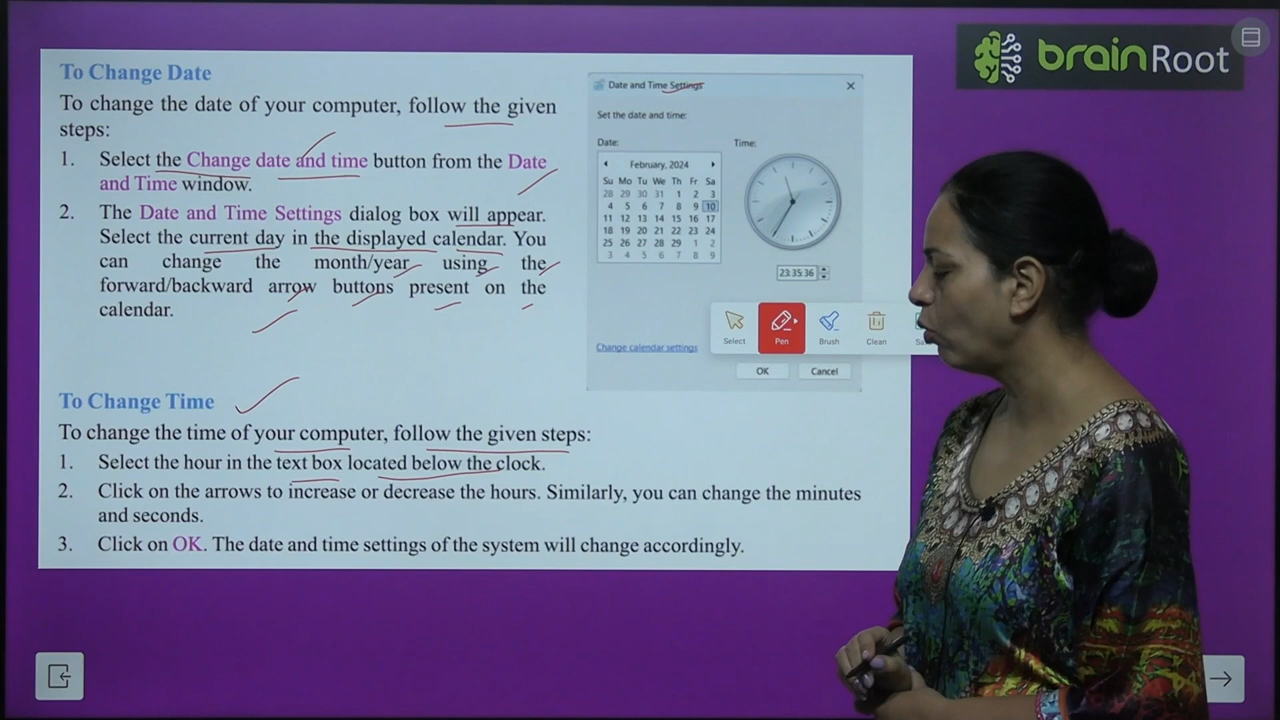 brainRoot
To Change Date
To change the date of your computer, follow the given
steps:
1. Select the Change date and time button from the Date
and Time window.
2. The Date and Time Settings dialog box will appear.
Select the current day in the displayed calendar. You
can change the month/year using the
forward/backward arrow buttons present on the
calendar.
Date and Time Settings
Set the date and time:
Date:
Time:
February, 2024
Su Mo Tu We Th Fr Sa
28 29 30 31 1 2 3
4 5 6 7 8 9 10
11 12 13 14 15 16 17
18 19 20 21 22 23 24
25 26 27 28 29 1 2
3 4 5 6 7 8 9
23:35:36
Select
Pen
Brush
Clean
Change calendar settings
OK
Cancel
To Change Time
To change the time of your computer, follow the given steps:
1. Select the hour in the text box located below the clock.
2. Click on the arrows to increase or decrease the hours. Similarly, you can change the minutes
and seconds.
3. Click on OK. The date and time settings of the system will change accordingly.